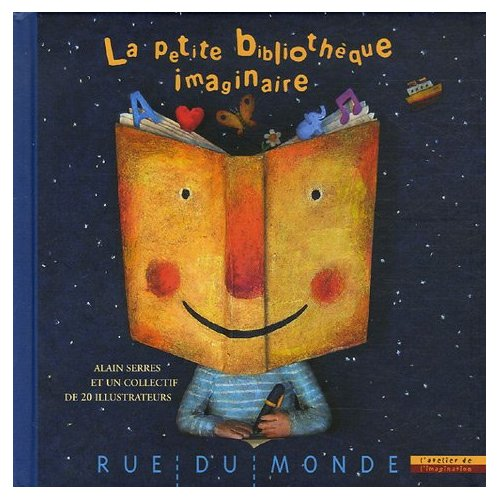 La petite bibliothèque
imaginaire
A
ALAIN SERRES
ET UN COLLECTIF
DE 20 ILLUSTRATEURS
RUE DU MONDE
l'atelier de
l'imagination